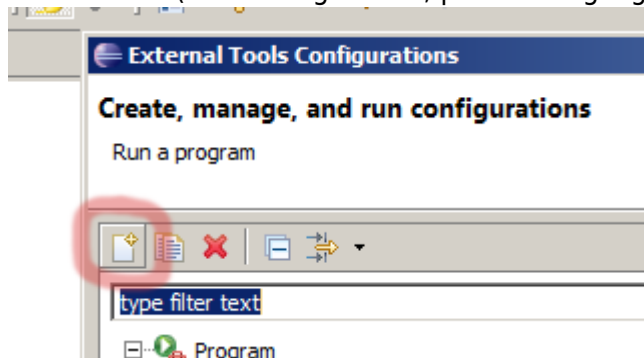 External Tools Configurations
Create, manage, and run configurations
Run a program
type filter text
Program